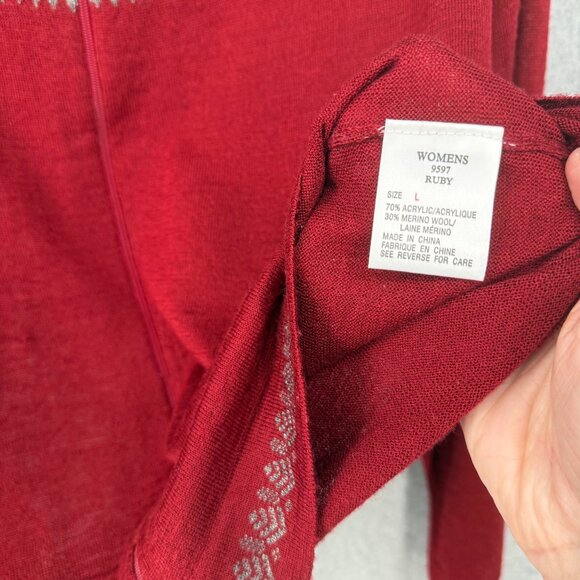 WOMENS
9597
RUBY
SIZE L
70% ACRYLIC/ACRYLIQUE
30% MERINO WOOL/
LAINE MÉRINO
MADE IN CHINA
FABRIQUE EN CHINE
SEE REVERSE FOR CARE